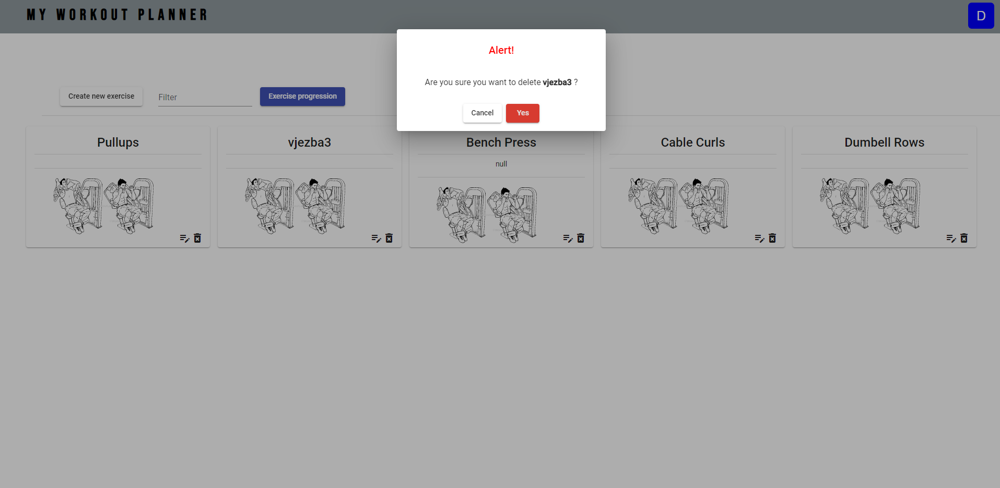 MY WORKOUT PLANNER
D
Alert!
Are you sure you want to delete vjezba3 ?
Cancel
Yes
Create new exercise
Filter
Exercise progression
Pullups
vjezba3
Bench Press
null
Cable Curls
Dumbell Rows